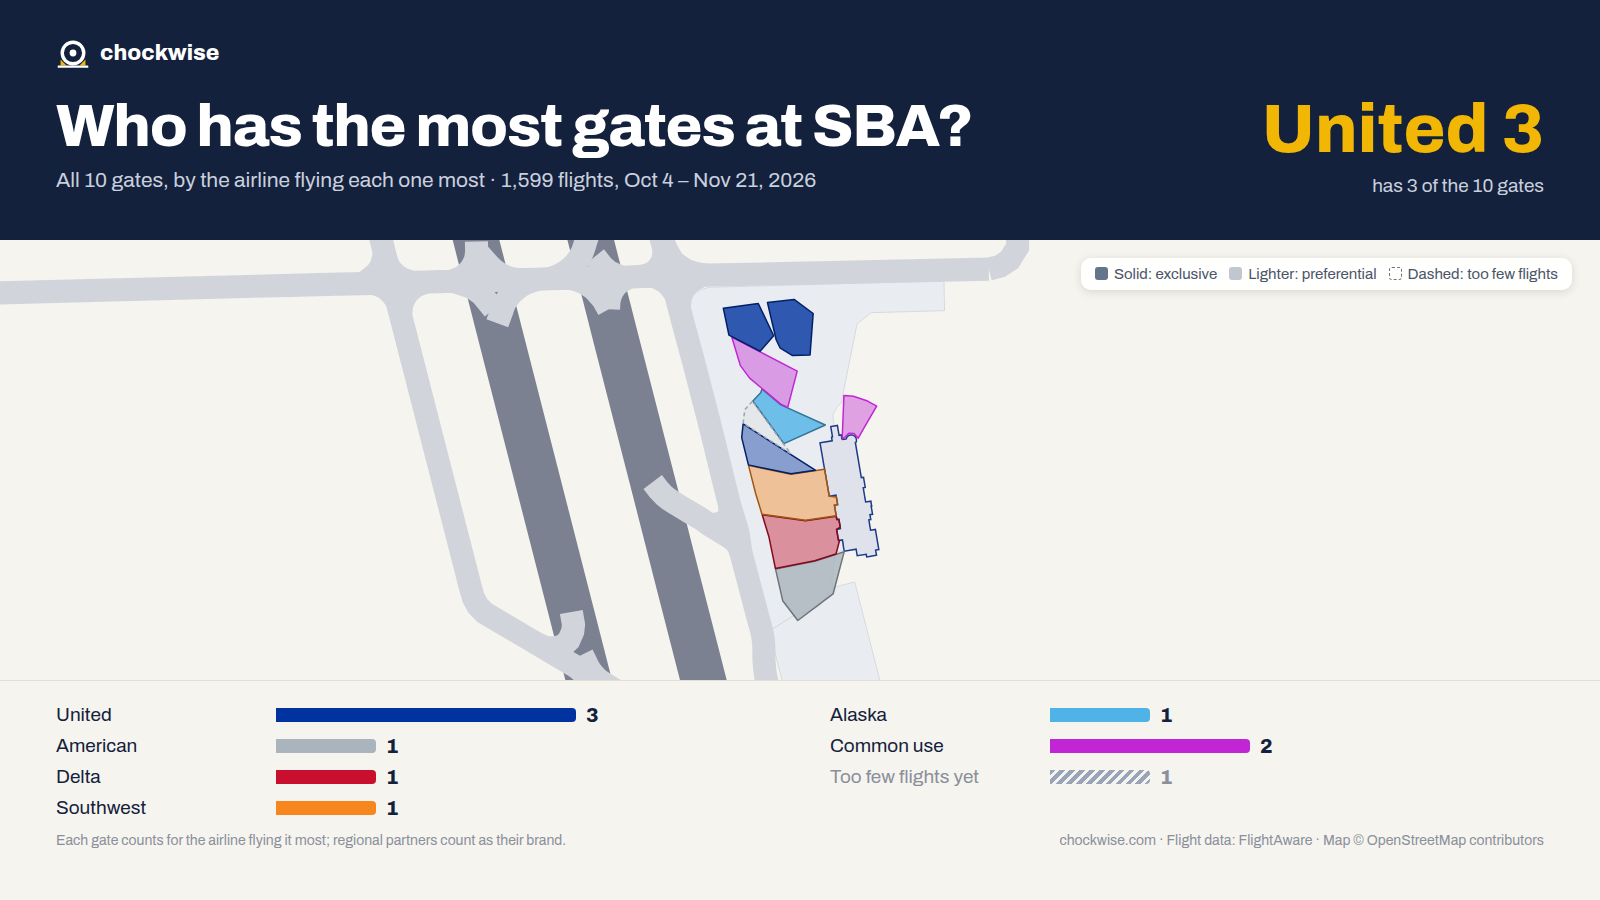 chockwise
Who has the most gates at SBA?
All 10 gates, by the airline flying each one most · 1,599 flights, Oct 4 – Nov 21, 2026
United 3
has 3 of the 10 gates
Solid: exclusive Lighter: preferential Dashed: too few flights
United 3
American 1
Delta 1
Southwest 1
Alaska 1
Common use 2
Too few flights yet 1
Each gate counts for the airline flying it most; regional partners count as their brand.
chockwise.com · Flight data: FlightAware · Map © OpenStreetMap contributors